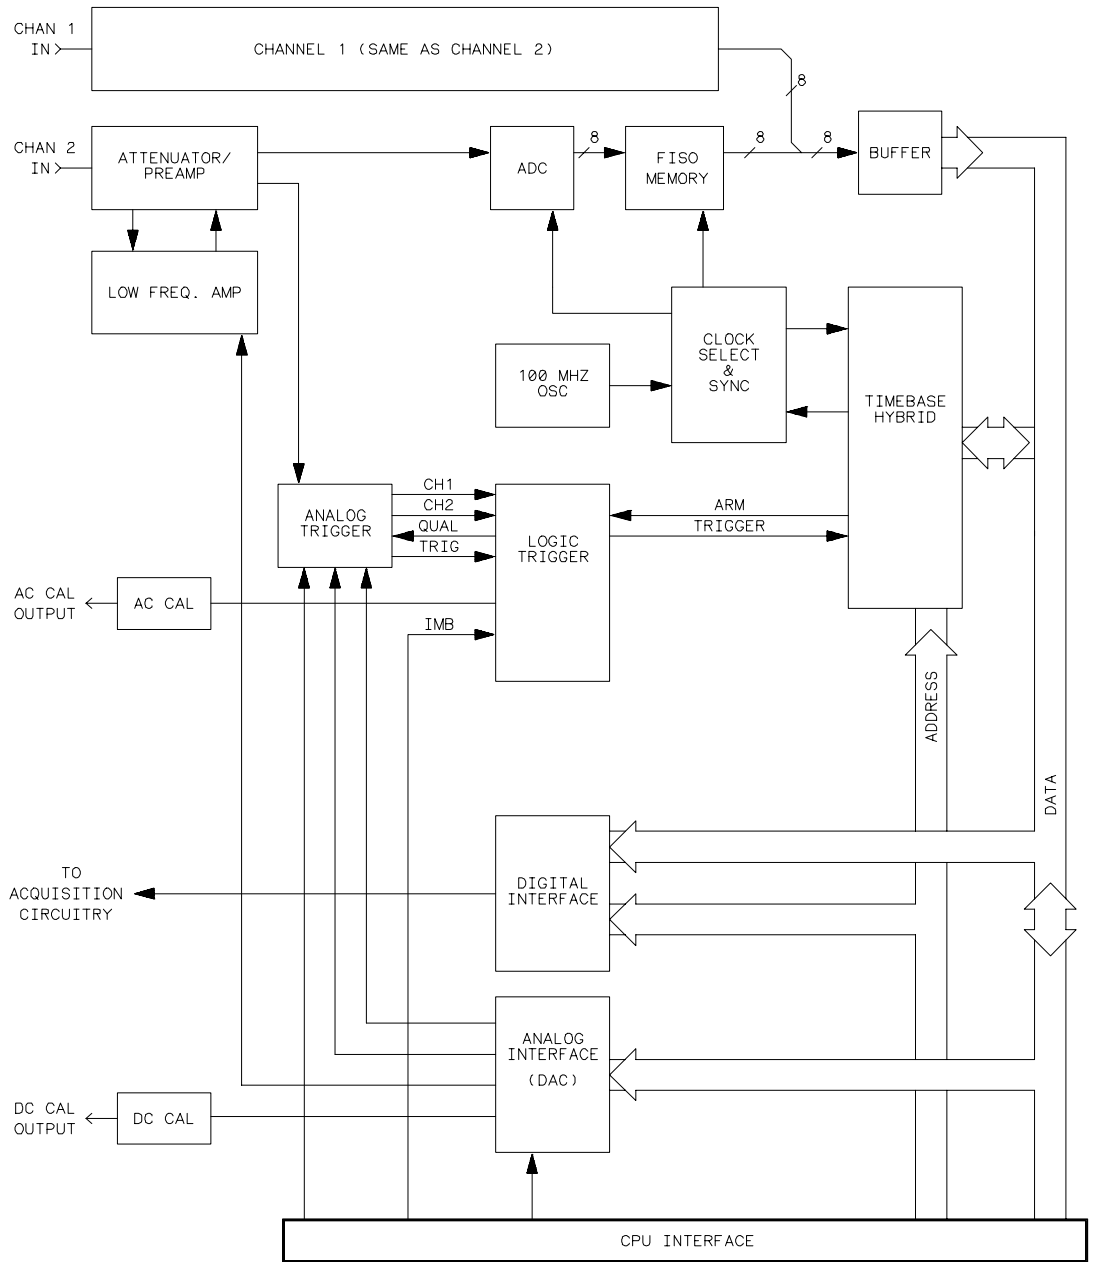 CHAN 1
IN
CHANNEL 1 (SAME AS CHANNEL 2)
8
CHAN 2
IN
ATTENUATOR/
PREAMP
ADC
8
FISO
MEMORY
8
8
BUFFER
LOW FREQ. AMP
100 MHZ
OSC
CLOCK
SELECT
&
SYNC
TIMEBASE
HYBRID
ANALOG
TRIGGER
CH1
CH2
QUAL
TRIG
LOGIC
TRIGGER
ARM
TRIGGER
AC CAL
OUTPUT
AC CAL
IMB
ADDRESS
DATA
TO
ACQUISITION
CIRCUITRY
DIGITAL
INTERFACE
ANALOG
INTERFACE
(DAC)
DC CAL
OUTPUT
DC CAL
CPU INTERFACE